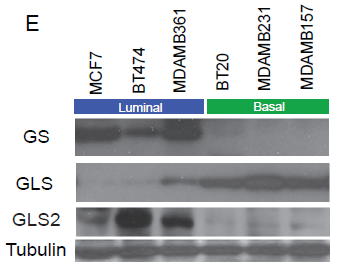 E
MCF7
BT474
MDAMB361
BT20
MDAMB231
MDAMB157
Luminal
Basal
GS
GLS
GLS2
Tubulin